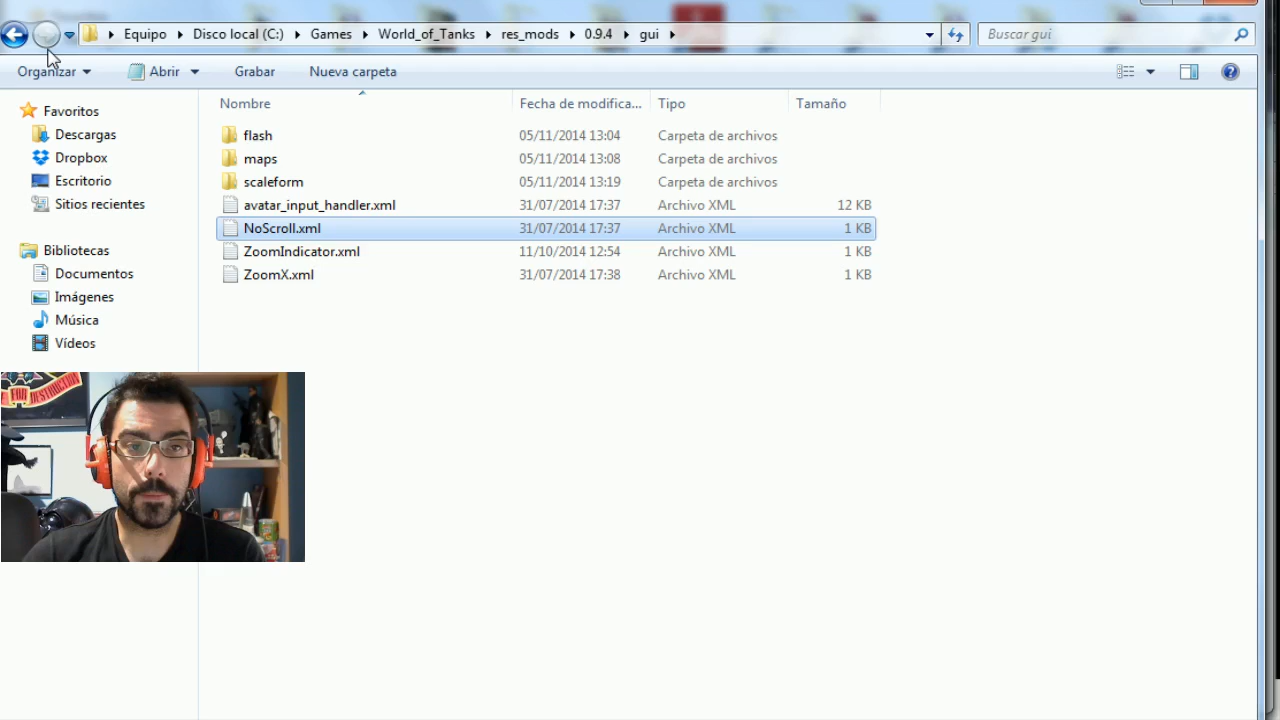 Equipo Disco local (C:) Games World_of_Tanks res_mods 0.9.4 gui Buscar gui
Organizar Abrir Grabar Nueva carpeta
Nombre Fecha de modifica... Tipo Tamaño
Favoritos
Descargas
Dropbox
Escritorio
Sitios recientes
Bibliotecas
Documentos
Imágenes
Música
Vídeos
flash 05/11/2014 13:04 Carpeta de archivos
maps 05/11/2014 13:08 Carpeta de archivos
scaleform 05/11/2014 13:19 Carpeta de archivos
avatar_input_handler.xml 31/07/2014 17:37 Archivo XML 12 KB
NoScroll.xml 31/07/2014 17:37 Archivo XML 1 KB
ZoomIndicator.xml 11/10/2014 12:54 Archivo XML 1 KB
ZoomX.xml 31/07/2014 17:38 Archivo XML 1 KB
FOR DESTRUCTION